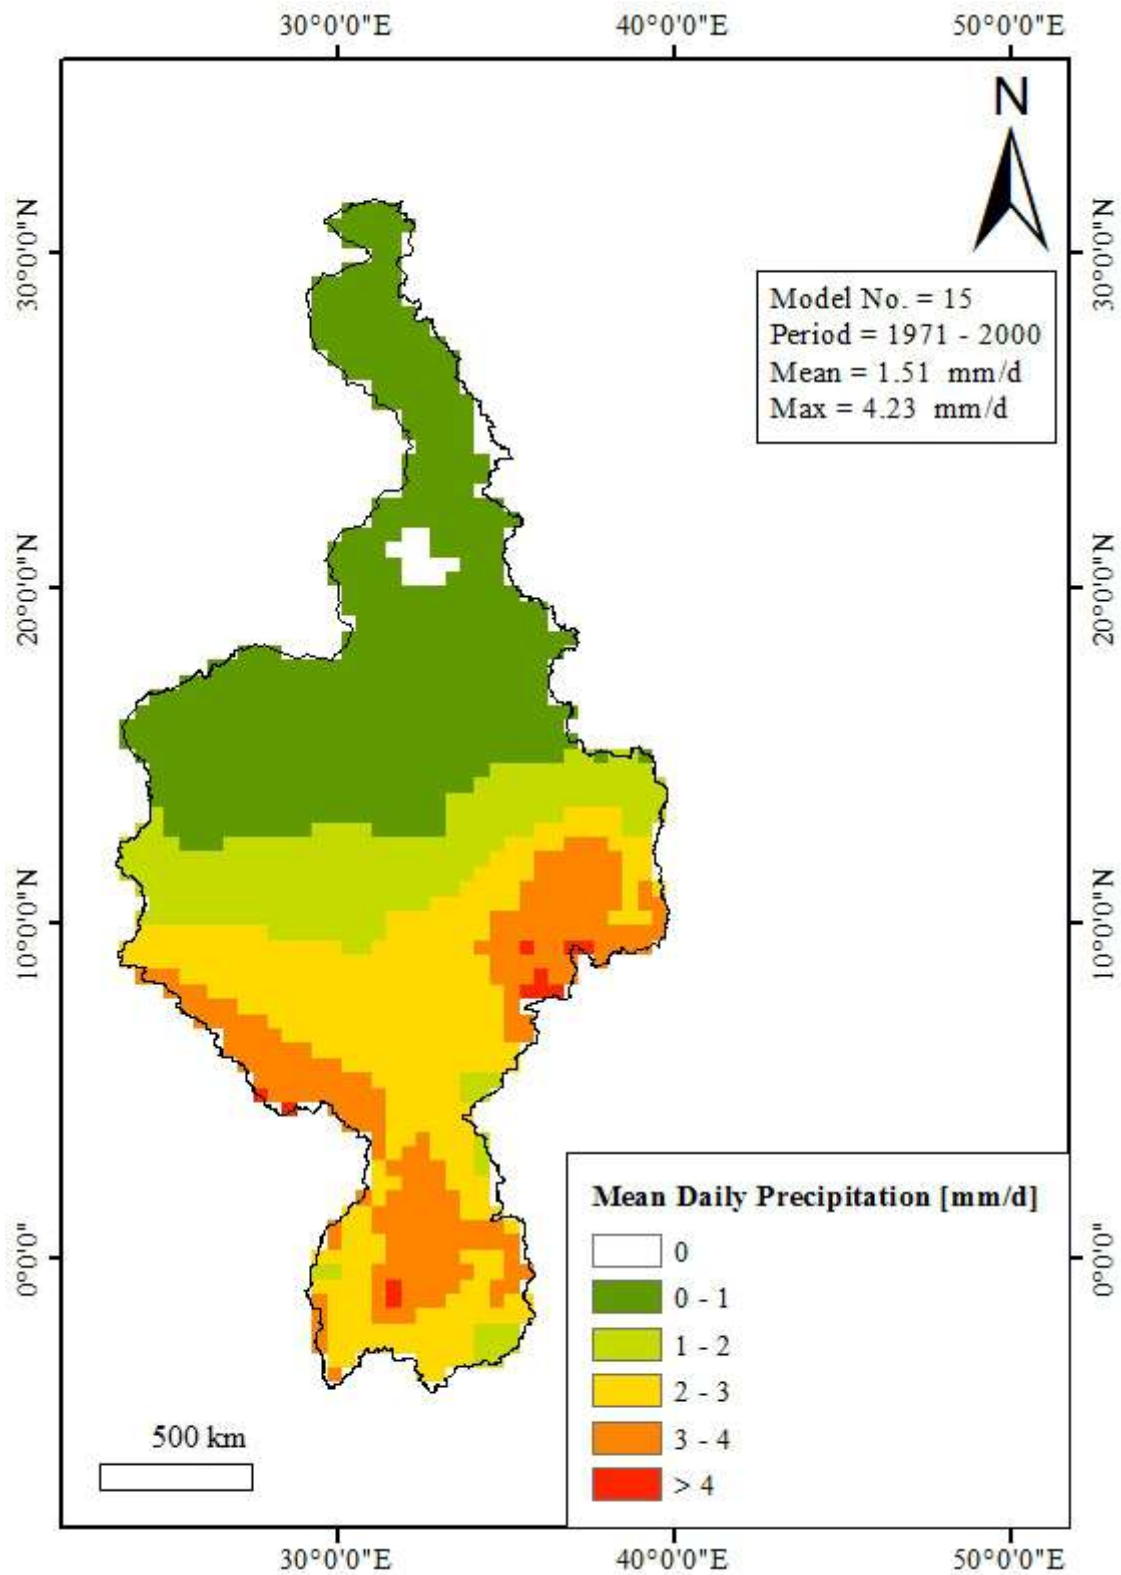 30°0'0"E 40°0'0"E 50°0'0"E
N
30°0'0"N
20°0'0"N
10°0'0"N
0°0'0"
30°0'0"N
20°0'0"N
10°0'0"N
0°0'0"
Model No. = 15
Period = 1971 - 2000
Mean = 1.51 mm/d
Max = 4.23 mm/d
Mean Daily Precipitation [mm/d]
0
0 - 1
1 - 2
2 - 3
3 - 4
> 4
500 km
30°0'0"E 40°0'0"E 50°0'0"E